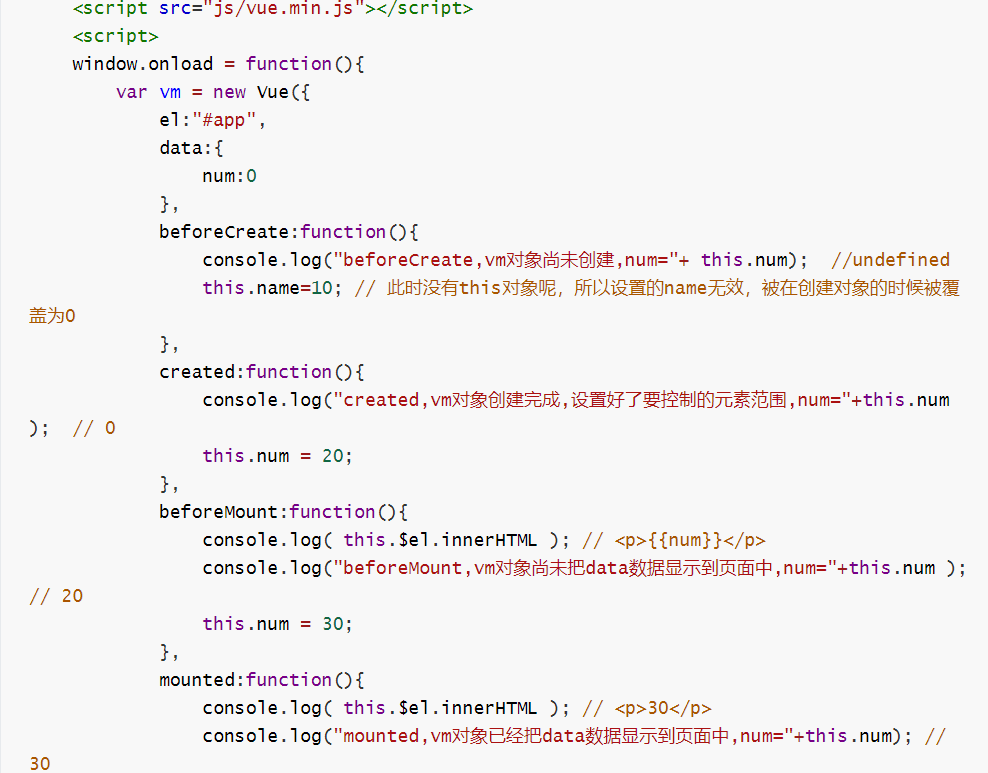 <script src="js/vue.min.js"></script>
<script>
window.onload = function(){
var vm = new Vue({
el:"#app",
data:{
num:0
},
beforeCreate:function(){
console.log("beforeCreate,vm对象尚未创建,num="+ this.num);  //undefined
this.name=10; // 此时没有this对象呢，所以设置的name无效，被在创建对象的时候被覆
盖为0
},
created:function(){
console.log("created,vm对象创建完成,设置好了要控制的元素范围,num="+this.num
);  // 0
this.num = 20;
},
beforeMount:function(){
console.log( this.$el.innerHTML ); // <p>{{num}}</p>
console.log("beforeMount,vm对象尚未把data数据显示到页面中,num="+this.num );
// 20
this.num = 30;
},
mounted:function(){
console.log( this.$el.innerHTML ); // <p>30</p>
console.log("mounted,vm对象已经把data数据显示到页面中,num="+this.num); //
30